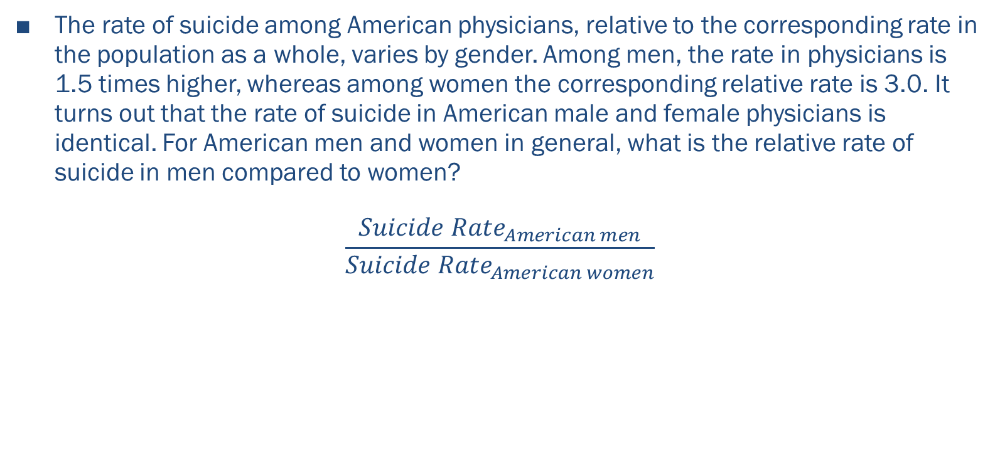 ▪ The rate of suicide among American physicians, relative to the corresponding rate in
the population as a whole, varies by gender. Among men, the rate in physicians is
1.5 times higher, whereas among women the corresponding relative rate is 3.0. It
turns out that the rate of suicide in American male and female physicians is
identical. For American men and women in general, what is the relative rate of
suicide in men compared to women?
Suicide Rate American men
Suicide Rate American women